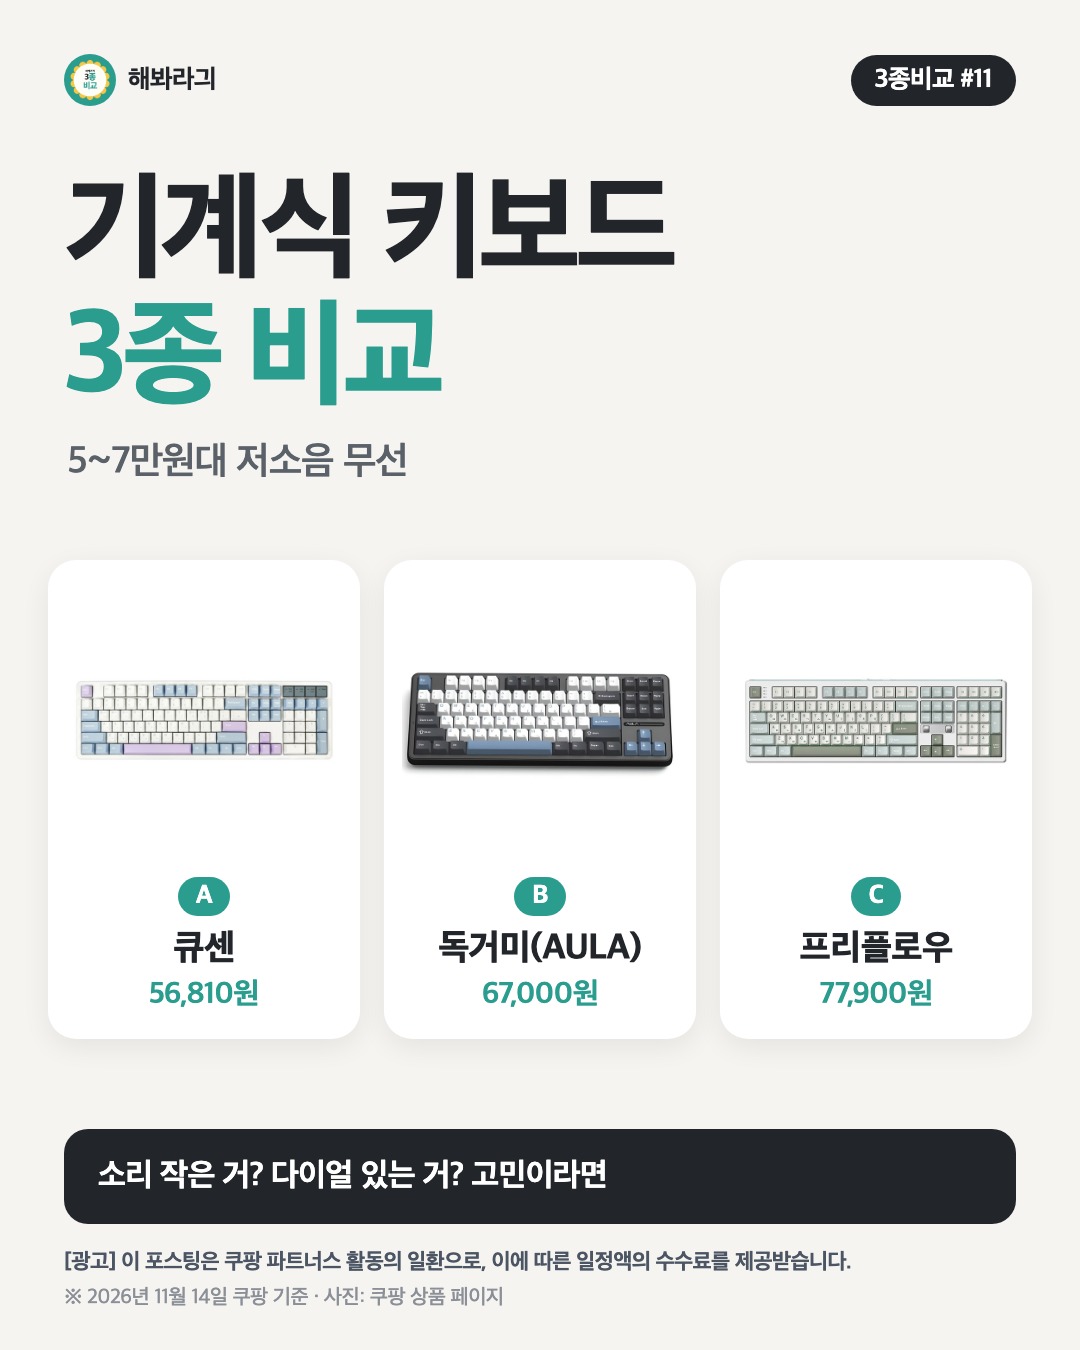 3종
비교
해봐라긔
3종비교 #11
기계식 키보드
3종 비교
5~7만원대 저소음 무선
A
큐센
56,810원
B
독거미(AULA)
67,000원
C
프리플로우
77,900원
소리 작은 거? 다이얼 있는 거? 고민이라면
[광고] 이 포스팅은 쿠팡 파트너스 활동의 일환으로, 이에 따른 일정액의 수수료를 제공받습니다.
※ 2026년 11월 14일 쿠팡 기준 · 사진: 쿠팡 상품 페이지